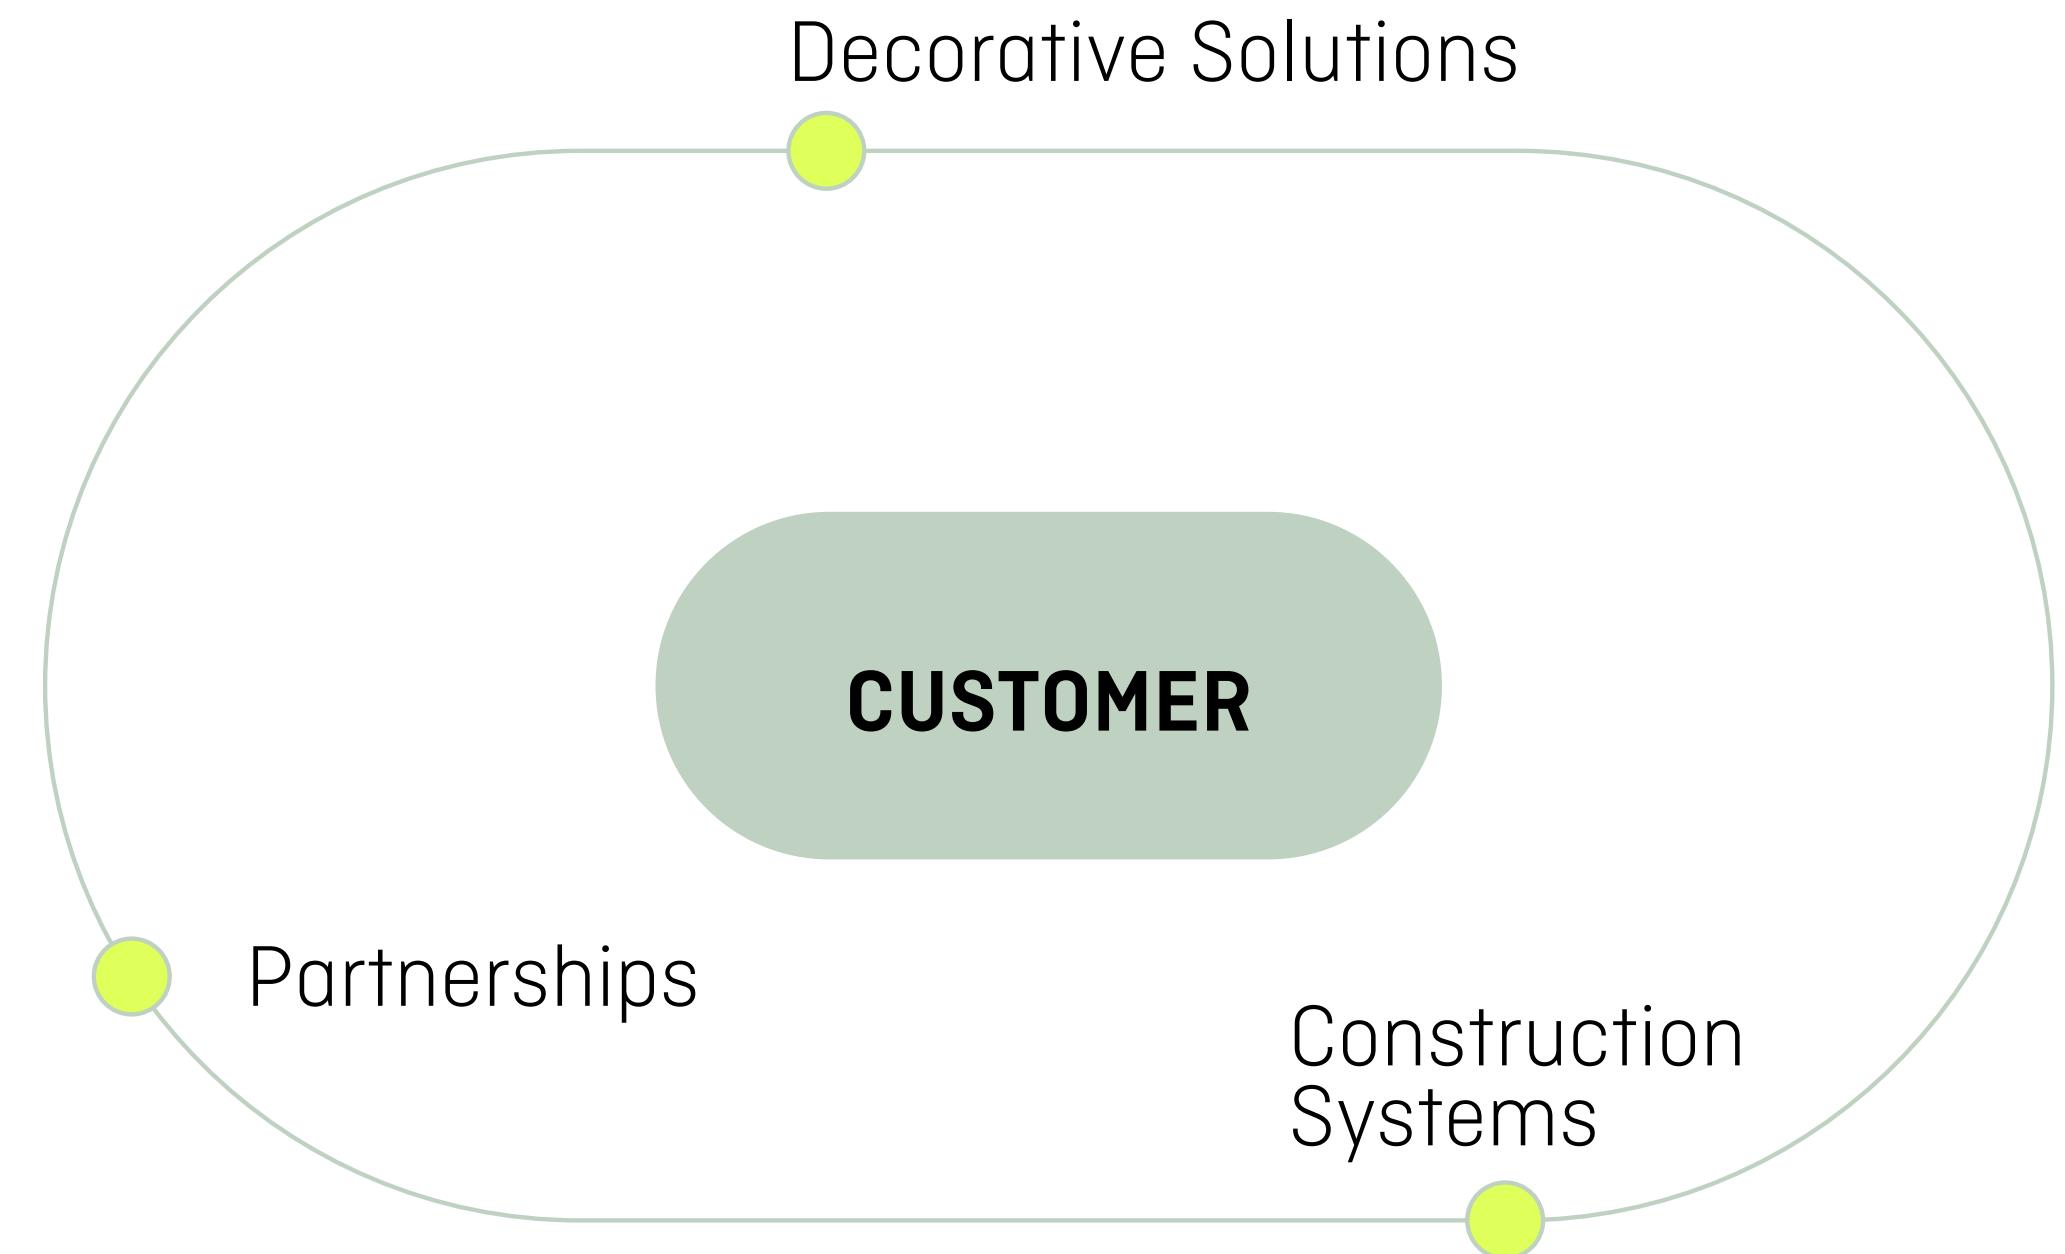 Decorative Solutions
CUSTOMER
Partnerships
Construction
Systems